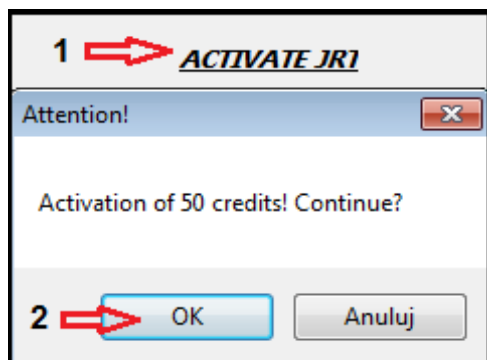 1 ACTIVATE JR1
Attention!
Activation of 50 credits! Continue?
2 OK Anuluj